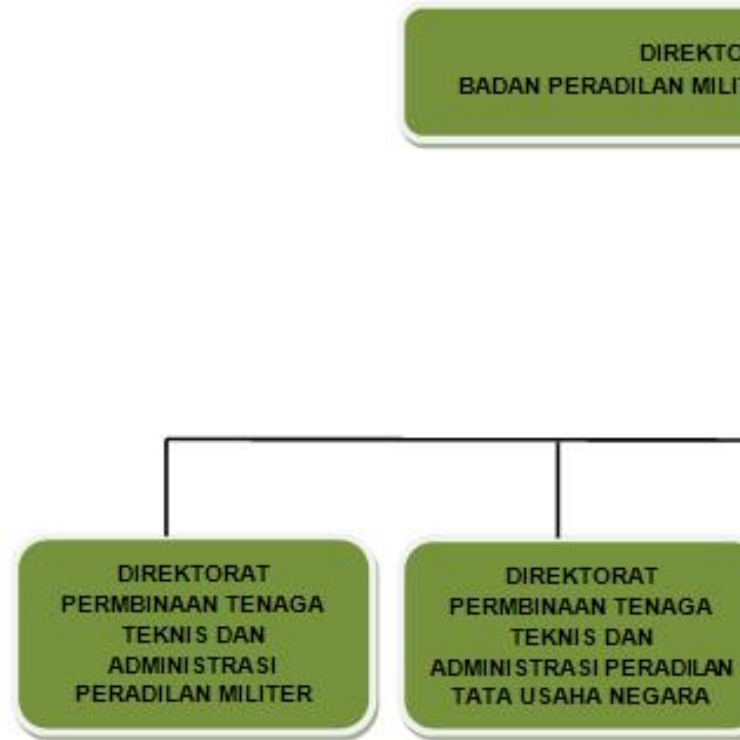 DIREKTO
BADAN PERADILAN MILI
DIREKTORAT
PERMBINAAN TENAGA
TEKNIS DAN
ADMINISTRASI
PERADILAN MILITER
DIREKTORAT
PERMBINAAN TENAGA
TEKNIS DAN
ADMINISTRASI PERADILAN
TATA USAHA NEGARA